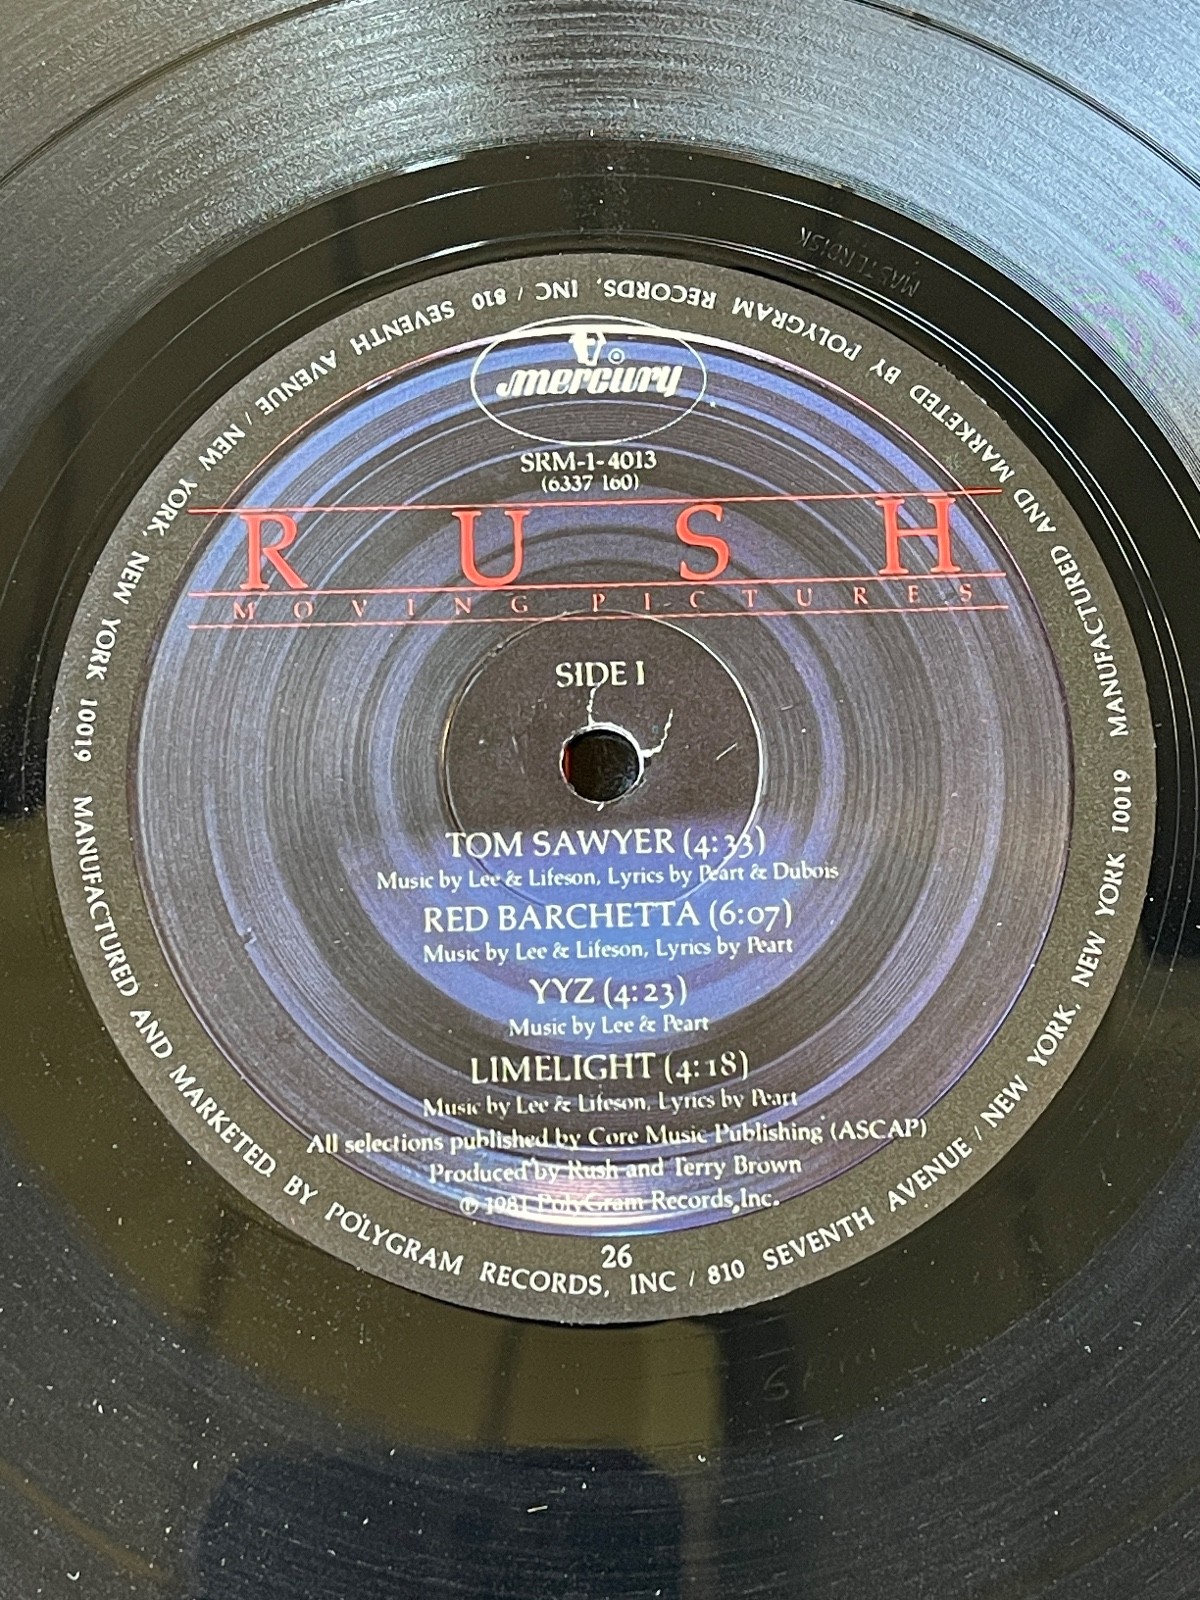 MASTERDISK
MANUFACTURED AND MARKETED BY POLYGRAM RECORDS, INC / 810 SEVENTH AVENUE / NEW YORK, NEW YORK 10019
mercury
SRM-1-4013
(6337 160)
RUSH
MOVING PICTURES
SIDE I
TOM SAWYER (4:33)
Music by Lee & Lifeson, Lyrics by Peart & Dubois
RED BARCHETTA (6:07)
Music by Lee & Lifeson, Lyrics by Peart
YYZ (4:23)
Music by Lee & Peart
LIMELIGHT (4:18)
Music by Lee & Lifeson, Lyrics by Peart
All selections published by Core Music Publishing (ASCAP)
Produced by Rush and Terry Brown
℗ 1981 PolyGram Records, Inc.
26
MANUFACTURED AND MARKETED BY POLYGRAM RECORDS, INC / 810 SEVENTH AVENUE / NEW YORK, NEW YORK 10019